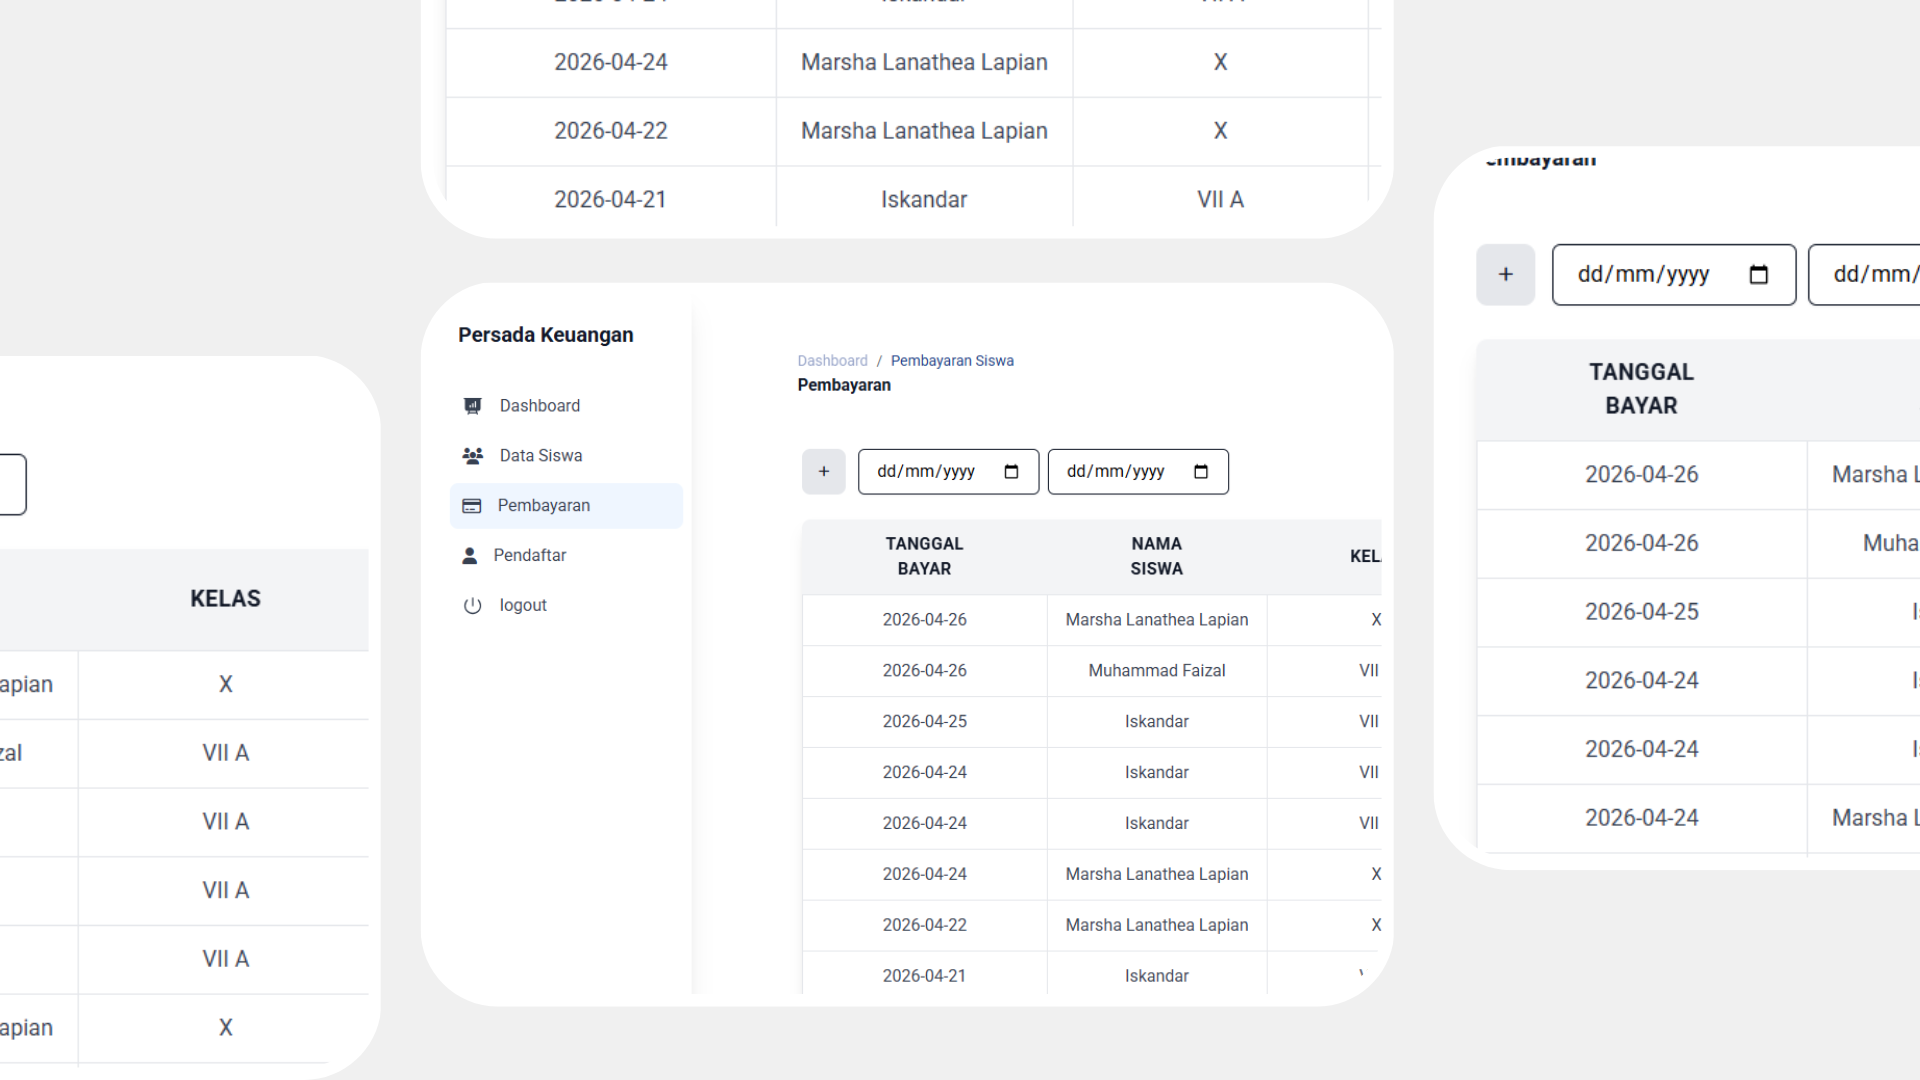 2026-04-24 Marsha Lanathea Lapian X
2026-04-22 Marsha Lanathea Lapian X
2026-04-21 Iskandar VII A
Persada Keuangan
Dashboard
Data Siswa
Pembayaran
Pendaftar
logout
Dashboard / Pembayaran Siswa
Pembayaran
+ dd/mm/yyyy dd/mm/yyyy
TANGGAL BAYAR NAMA SISWA KEL
2026-04-26 Marsha Lanathea Lapian X
2026-04-26 Muhammad Faizal VII
2026-04-25 Iskandar VII
2026-04-24 Iskandar VII
2026-04-24 Iskandar VII
2026-04-24 Marsha Lanathea Lapian X
2026-04-22 Marsha Lanathea Lapian X
2026-04-21 Iskandar
KELAS
apian X
zal VII A
VII A
VII A
VII A
apian X
embayaran
+ dd/mm/yyyy dd/mm/
TANGGAL
BAYAR
2026-04-26 Marsha L
2026-04-26 Muha
2026-04-25 Is
2026-04-24 Is
2026-04-24 Is
2026-04-24 Marsha L